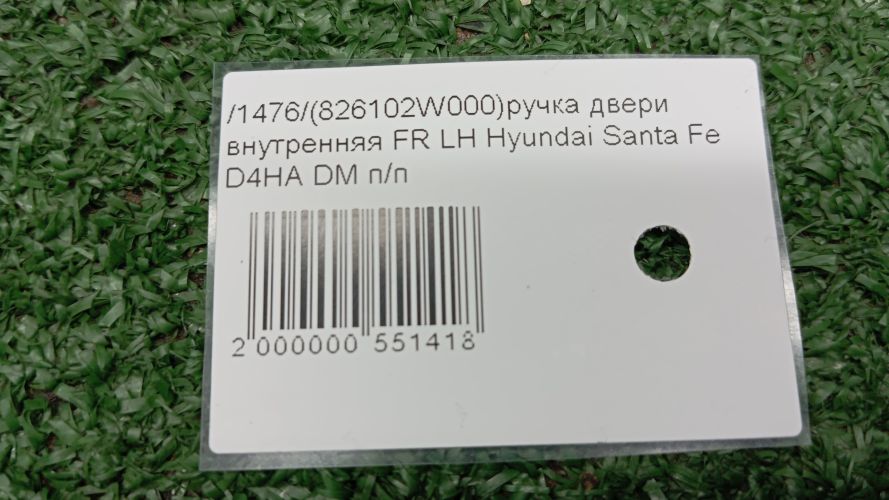 /1476/(826102W000)ручка двери
внутренняя FR LH Hyundai Santa Fe
D4HA DM п/п
2 000000 551418